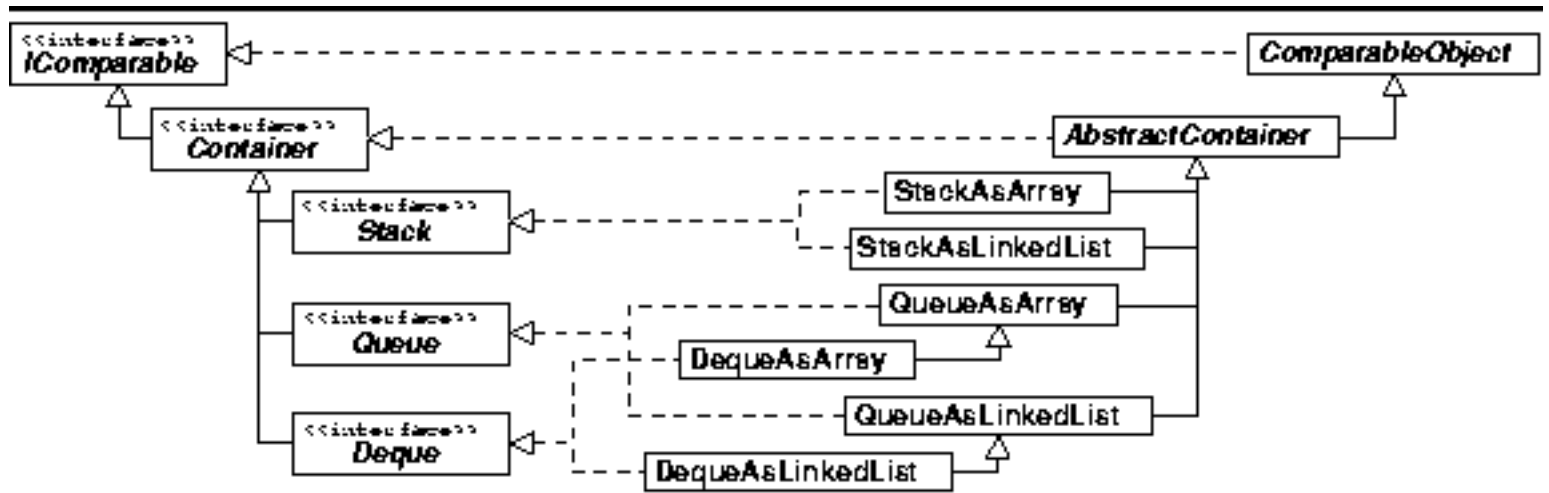 <<interface>>
IComparable
ComparableObject
<<interface>>
Container
AbstractContainer
<<interface>>
Stack
StackAsArray
StackAsLinkedList
<<interface>>
Queue
QueueAsArray
DequeAsArray
QueueAsLinkedList
<<interface>>
Deque
DequeAsLinkedList